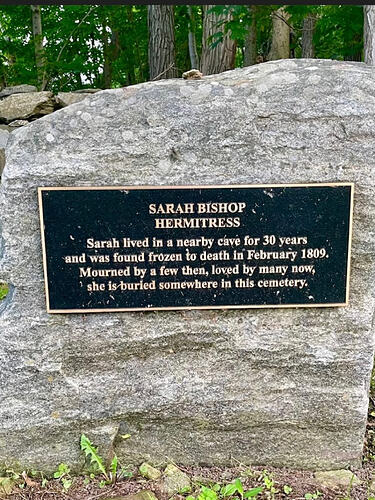 SARAH BISHOP
HERMITRESS
Sarah lived in a nearby cave for 30 years
and was found frozen to death in February 1809.
Mourned by a few then, loved by many now,
she is buried somewhere in this cemetery.